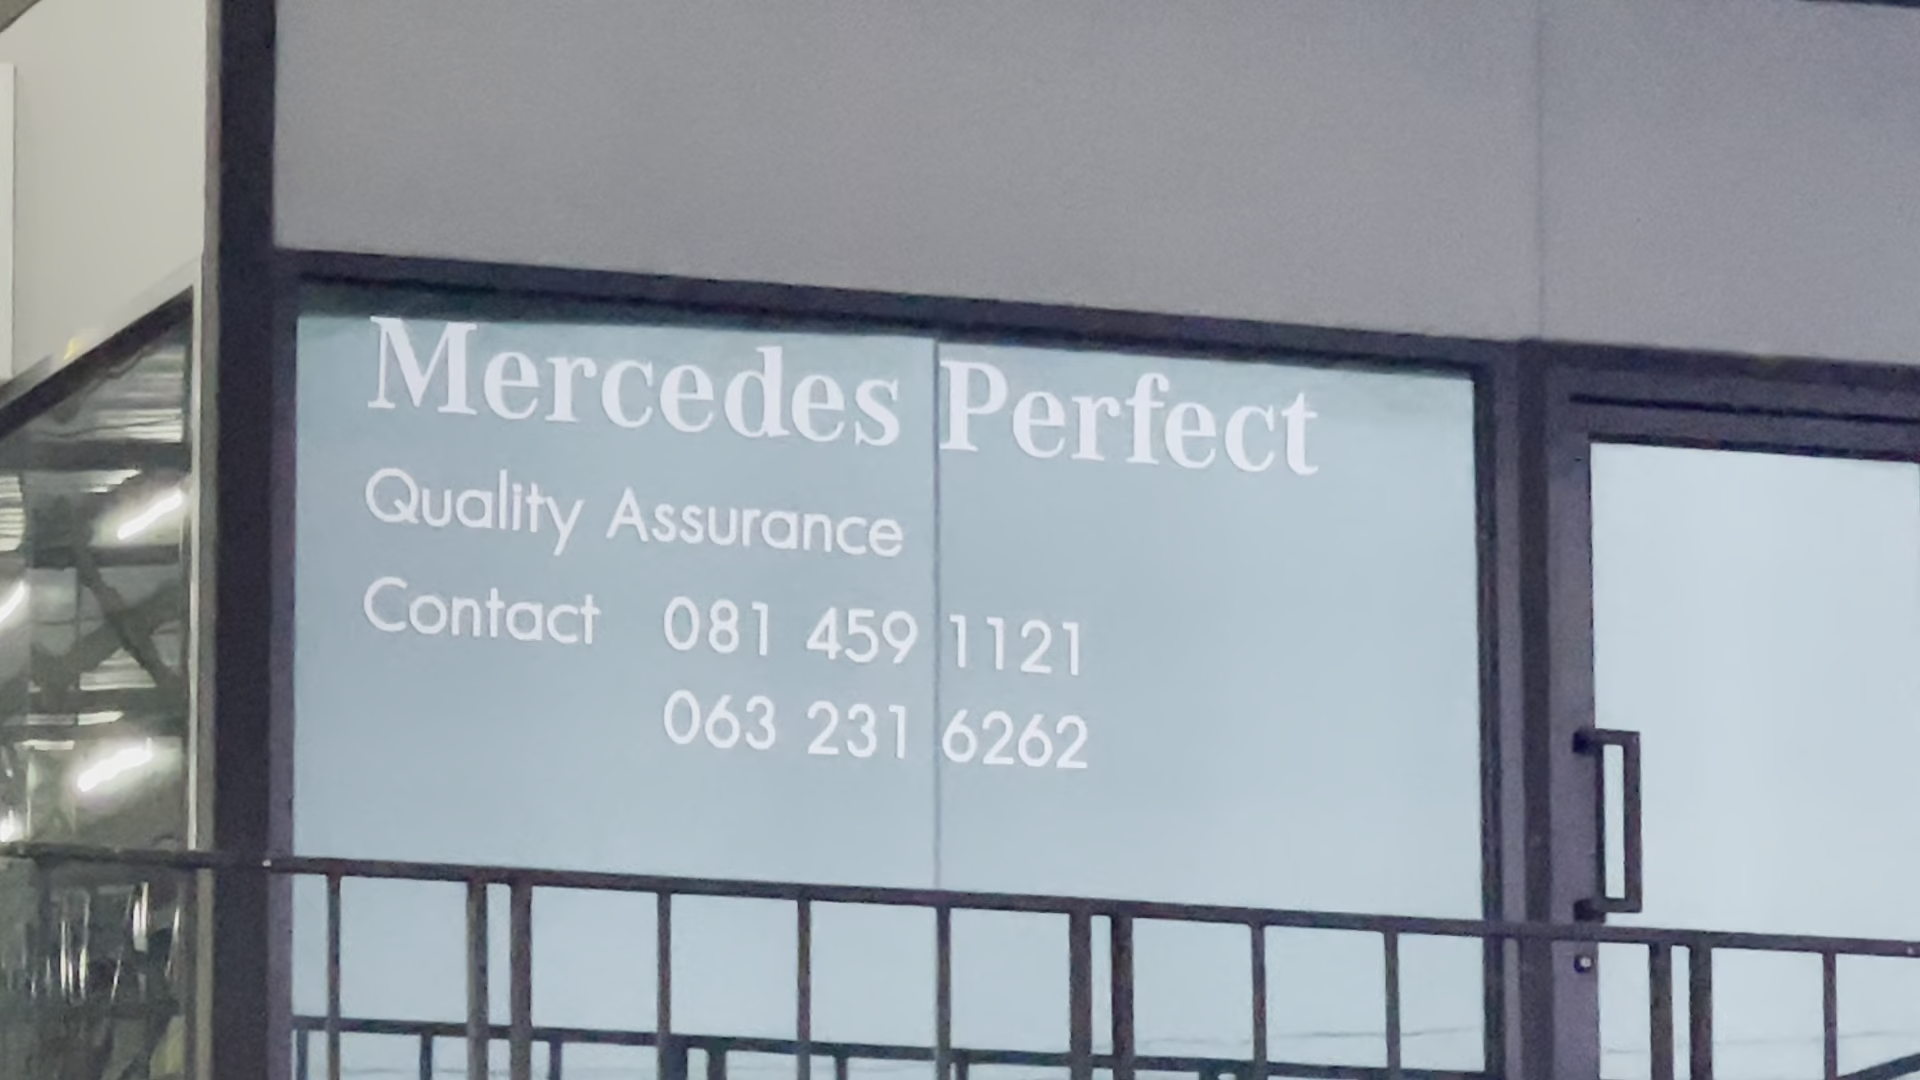 Mercedes Perfect
Quality Assurance
Contact 081 459 1121
063 231 6262